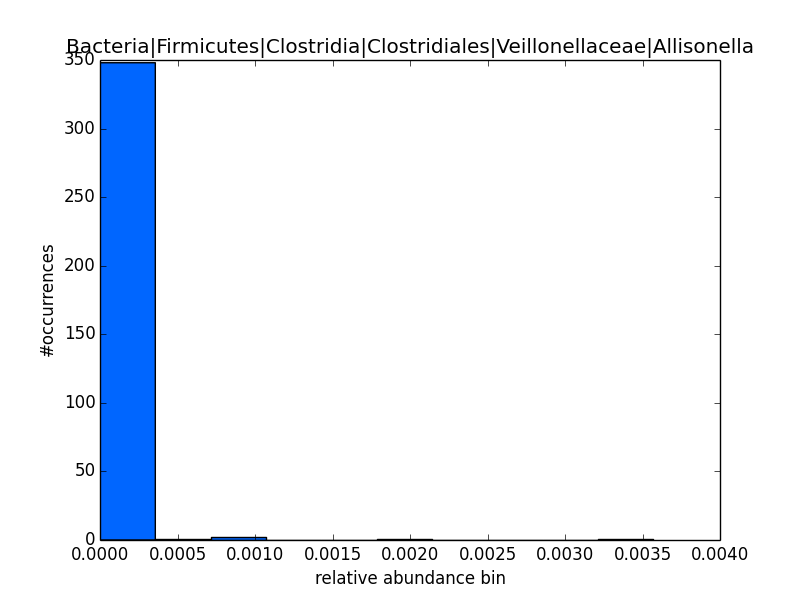 Bacteria|Firmicutes|Clostridia|Clostridiales|Veillonellaceae|Allisonella
350
300
250
200
150
100
50
0
#occurrences
0.0000 0.0005 0.0010 0.0015 0.0020 0.0025 0.0030 0.0035 0.0040
relative abundance bin